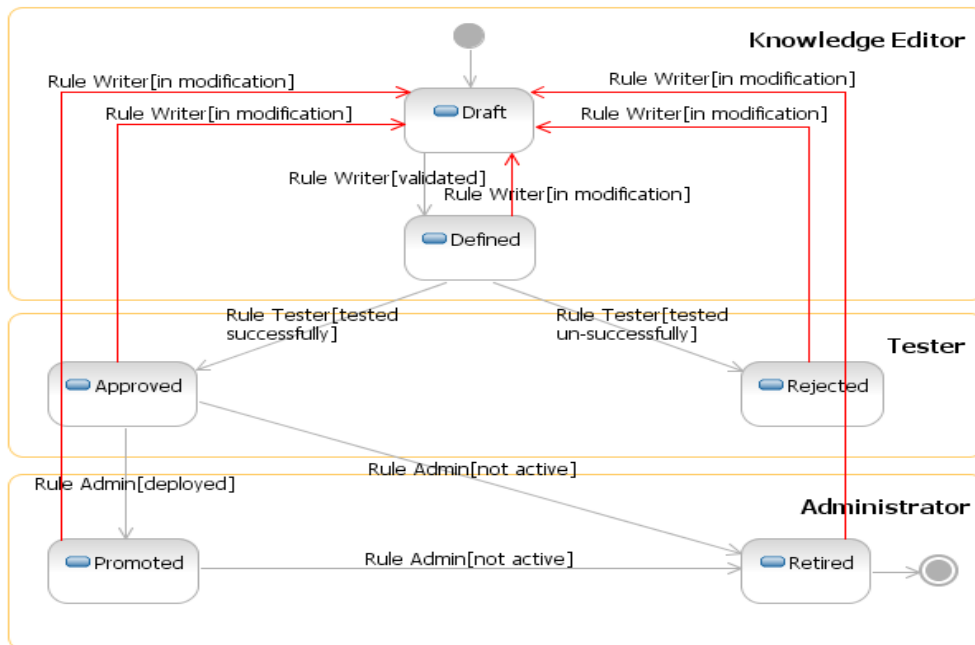 Knowledge Editor
Rule Writer[in modification]
Rule Writer[in modification]
Rule Writer[in modification]
Rule Writer[in modification]
Draft
Rule Writer[validated]
Rule Writer[in modification]
Defined
Rule Tester[tested
successfully]
Rule Tester[tested
un-successfully]
Tester
Approved
Rejected
Rule Admin[not active]
Rule Admin[deployed]
Administrator
Promoted
Rule Admin[not active]
Retired